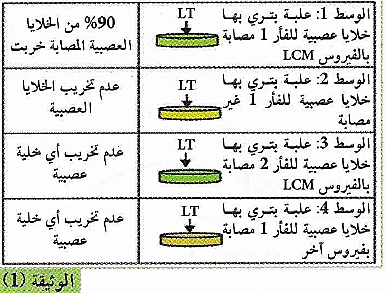 الوسط 1: علبة بتري بها
خلايا عصبية للفأر 1 مصابة
بالفيروس LCM
LT
90% من الخلايا
العصبية المصابة خربت
الوسط 2: علبة بتري بها
خلايا عصبية للفأر 1 غير
مصابة
LT
عدم تخريب الخلايا
العصبية
الوسط 3: علبة بتري بها
خلايا عصبية للفأر 2 مصابة
بالفيروس LCM
LT
عدم تخريب أي خلية
عصبية
الوسط 4: علبة بتري بها
خلايا عصبية للفأر 1 مصابة
بفيروس آخر
LT
عدم تخريب أي خلية
عصبية
الوثيقة (1)